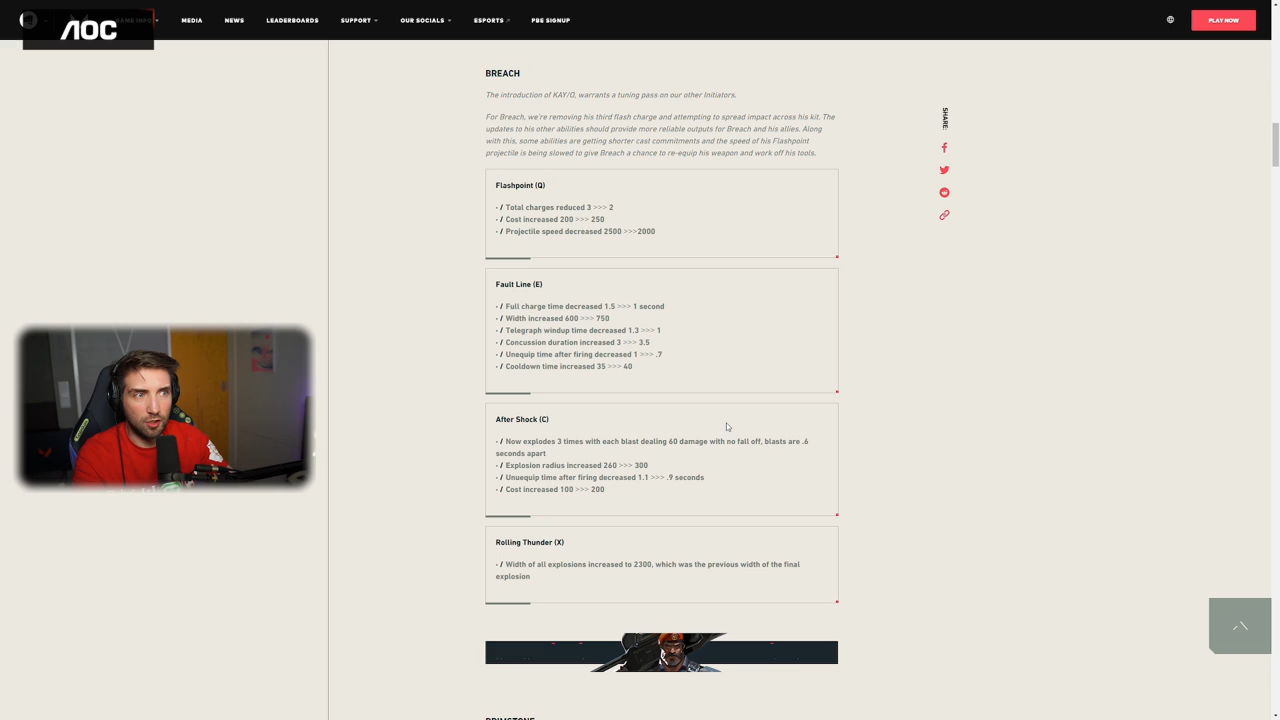 AOC
MEDIA
NEWS
LEADERBOARDS
SUPPORT
OUR SOCIALS
ESPORTS
PBE SIGNUP
PLAY NOW
BREACH
The introduction of KAY/O, warrants a tuning pass on our other Initiators.
For Breach, we're removing his third flash charge and attempting to spread impact across his kit. The
updates to his other abilities should provide more reliable outputs for Breach and his allies. Along
with this, some abilities are getting shorter cast commitments and the speed of his Flashpoint
projectile is being slowed to give Breach a chance to re-equip his weapon and work off his tools.
SHARE:
Flashpoint (Q)
- / Total charges reduced 3 >>> 2
- / Cost increased 200 >>> 250
- / Projectile speed decreased 2500 >>>2000
Fault Line (E)
- / Full charge time decreased 1.5 >>> 1 second
- / Width increased 600 >>> 750
- / Telegraph windup time decreased 1.3 >>> 1
- / Concussion duration increased 3 >>> 3.5
- / Unequip time after firing decreased 1 >>> .7
- / Cooldown time increased 35 >>> 40
After Shock (C)
- / Now explodes 3 times with each blast dealing 60 damage with no fall off, blasts are .6
seconds apart
- / Explosion radius increased 260 >>> 300
- / Unuequip time after firing decreased 1.1 >>> .9 seconds
- / Cost increased 100 >>> 200
Rolling Thunder (X)
- / Width of all explosions increased to 2300, which was the previous width of the final
explosion